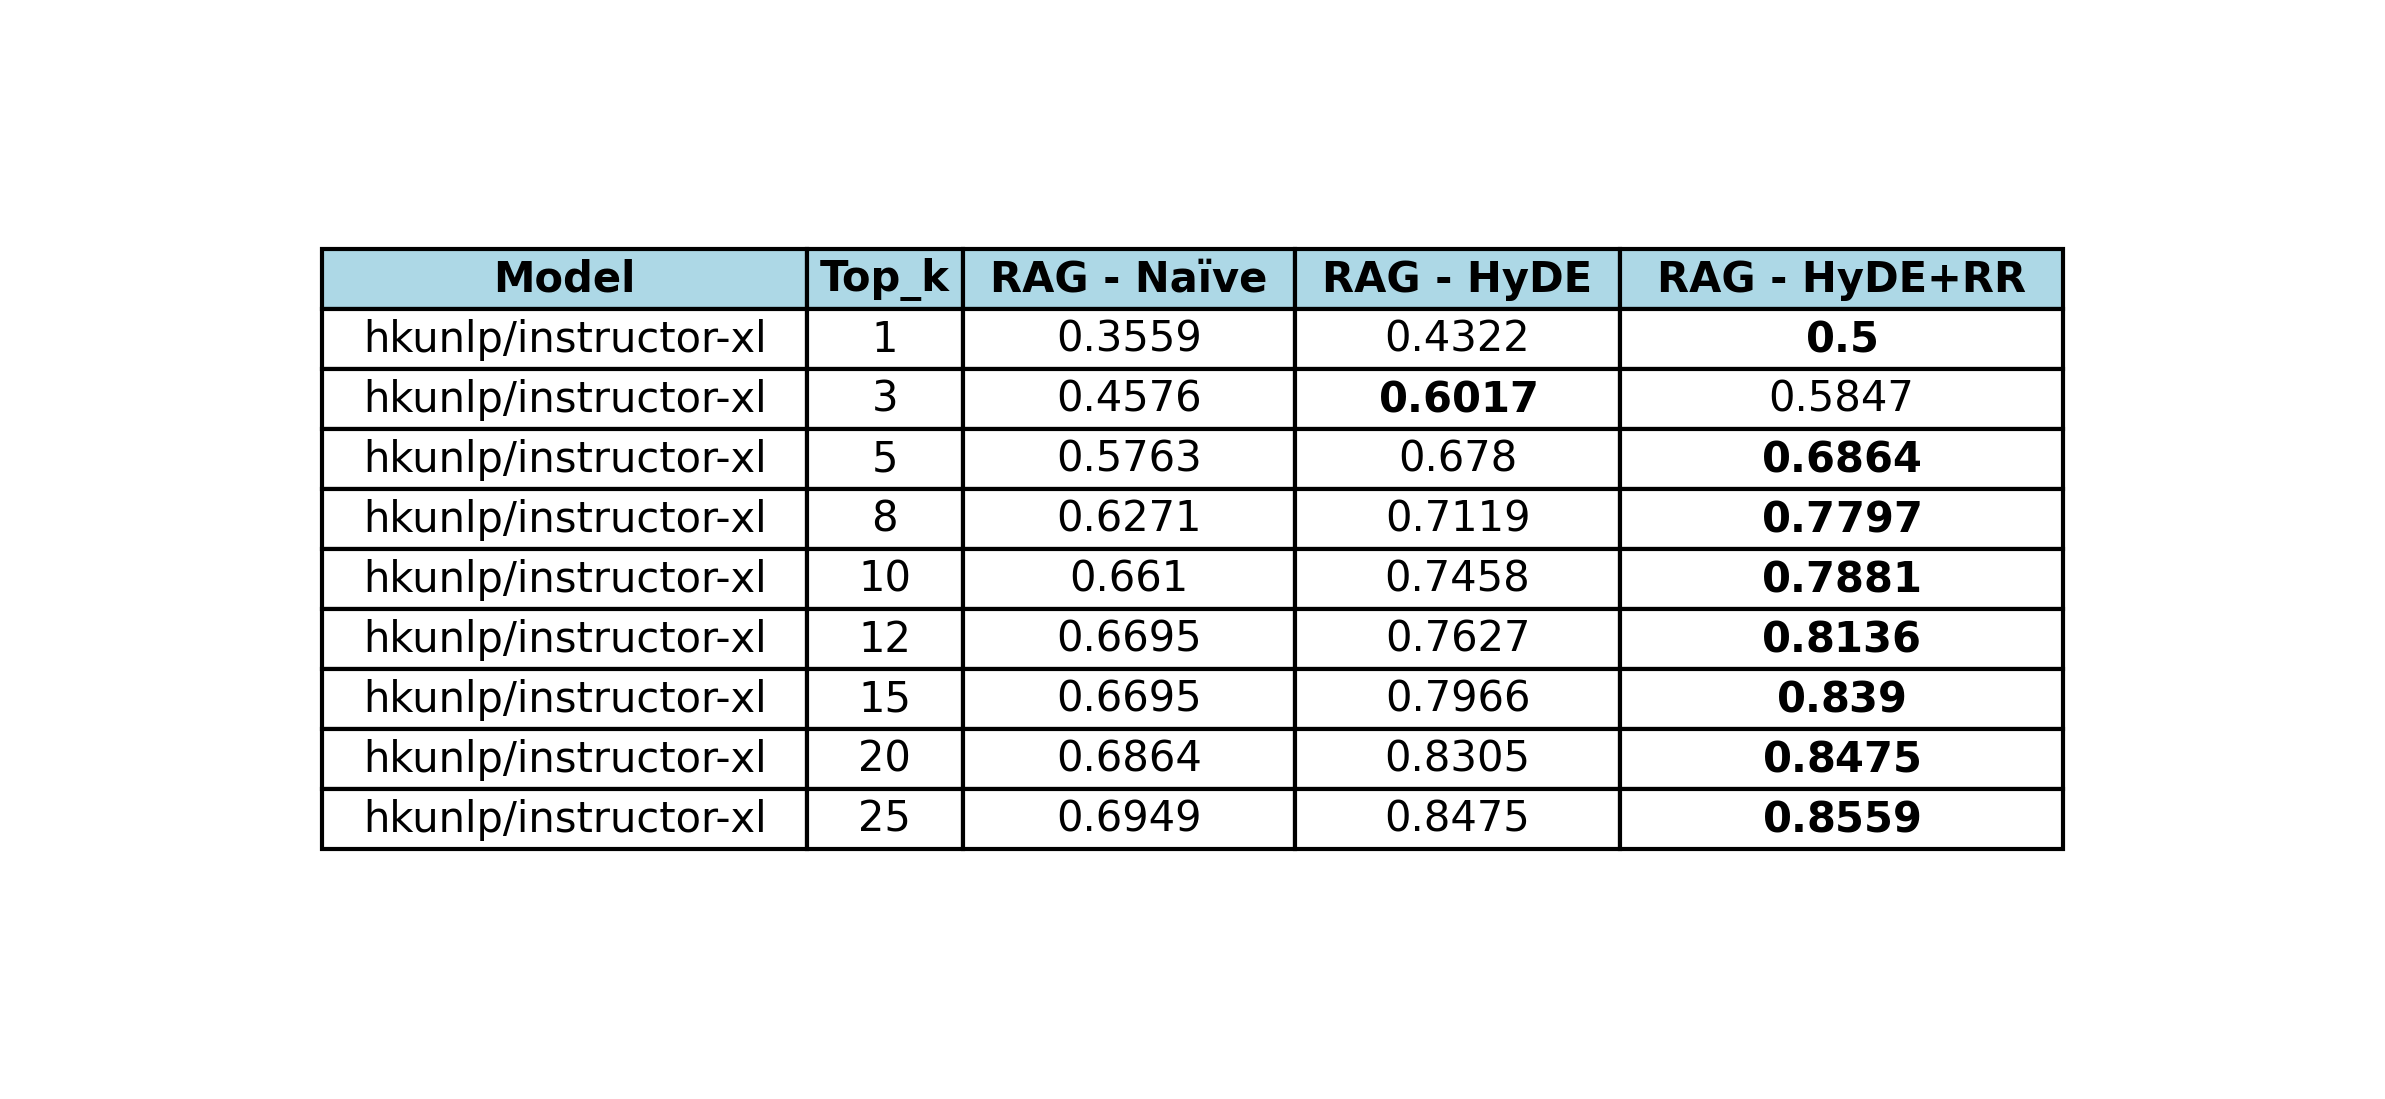 Model Top_k RAG - Naïve RAG - HyDE RAG - HyDE+RR
hkunlp/instructor-xl 1 0.3559 0.4322 0.5
hkunlp/instructor-xl 3 0.4576 0.6017 0.5847
hkunlp/instructor-xl 5 0.5763 0.678 0.6864
hkunlp/instructor-xl 8 0.6271 0.7119 0.7797
hkunlp/instructor-xl 10 0.661 0.7458 0.7881
hkunlp/instructor-xl 12 0.6695 0.7627 0.8136
hkunlp/instructor-xl 15 0.6695 0.7966 0.839
hkunlp/instructor-xl 20 0.6864 0.8305 0.8475
hkunlp/instructor-xl 25 0.6949 0.8475 0.8559